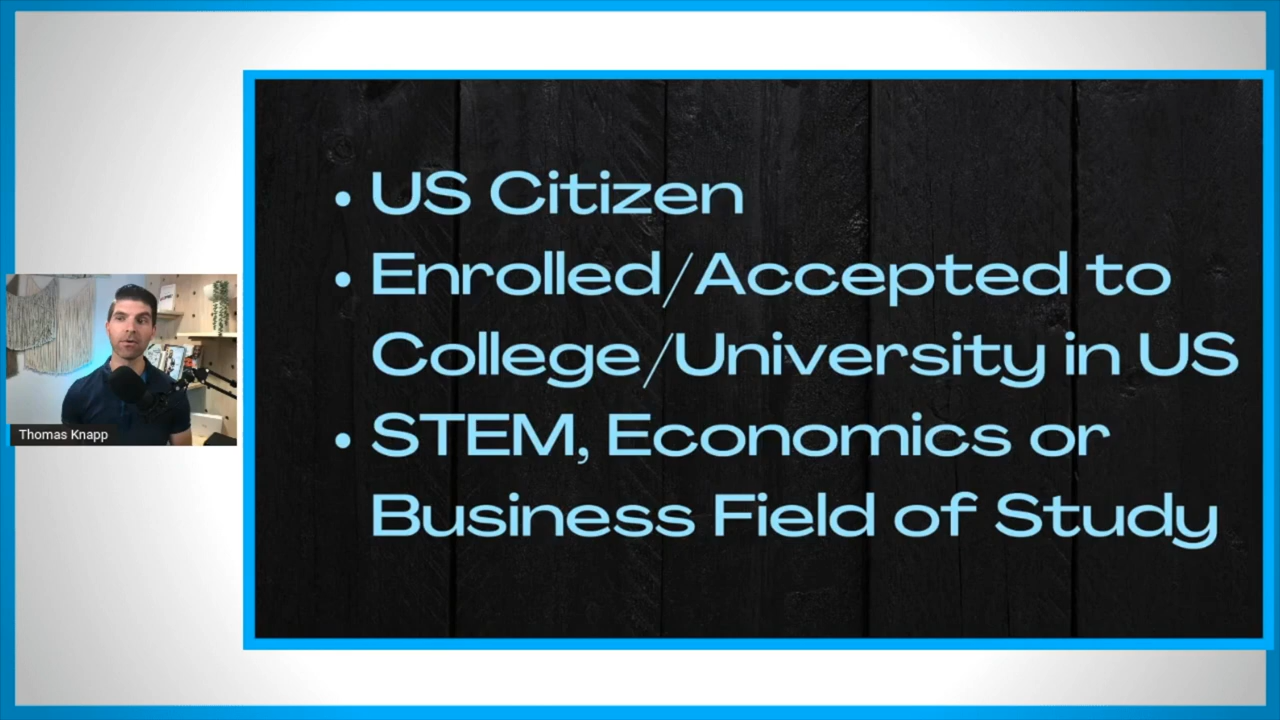 • US Citizen
• Enrolled/Accepted to
College/University in US
• STEM, Economics or
Business Field of Study
Thomas Knapp